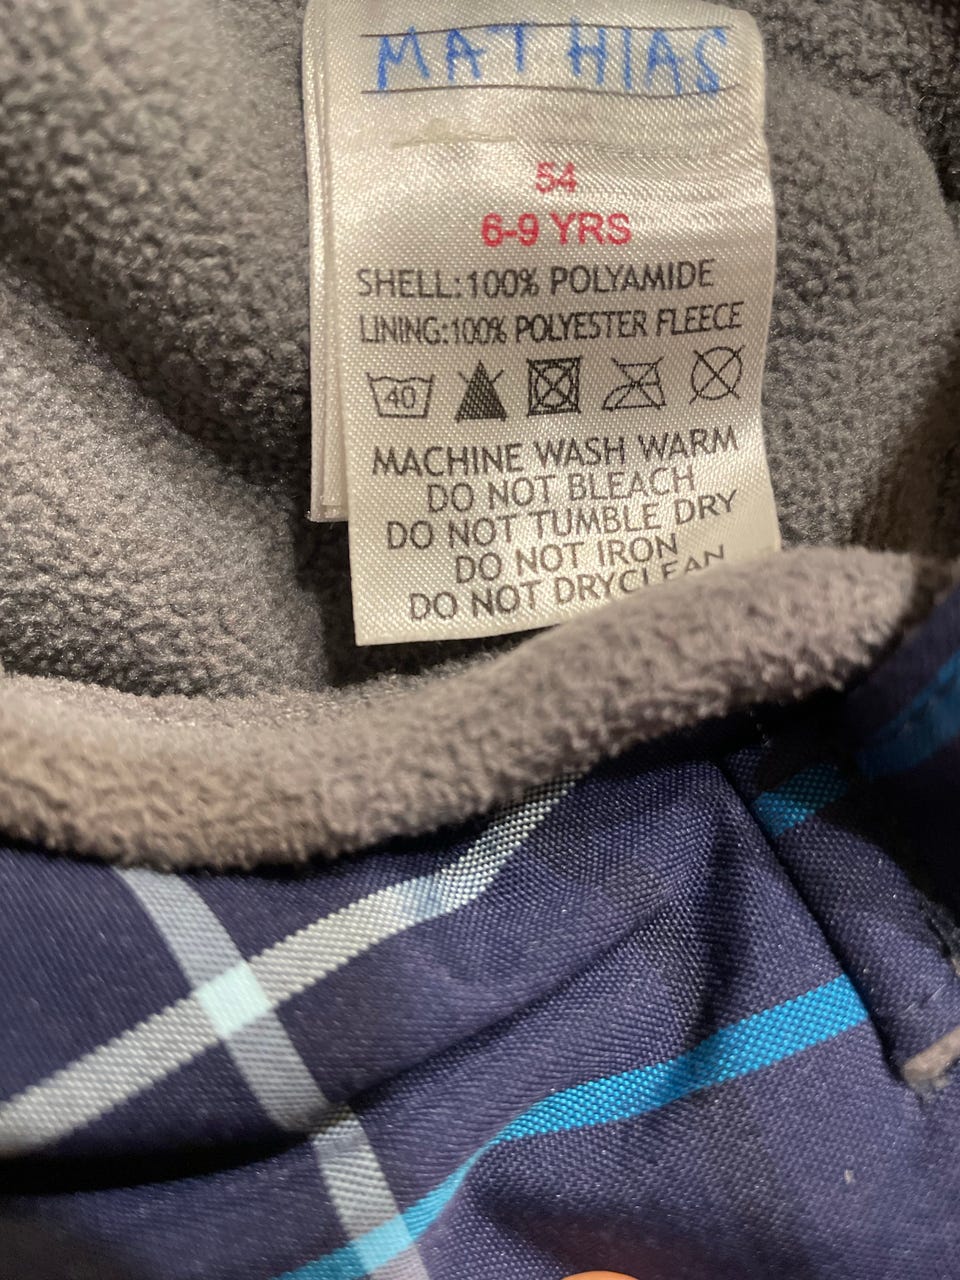 MATHIAS
54
6-9 YRS
SHELL:100% POLYAMIDE
LINING:100% POLYESTER FLEECE
40
MACHINE WASH WARM
DO NOT BLEACH
DO NOT TUMBLE DRY
DO NOT IRON
DO NOT DRYCLEAN